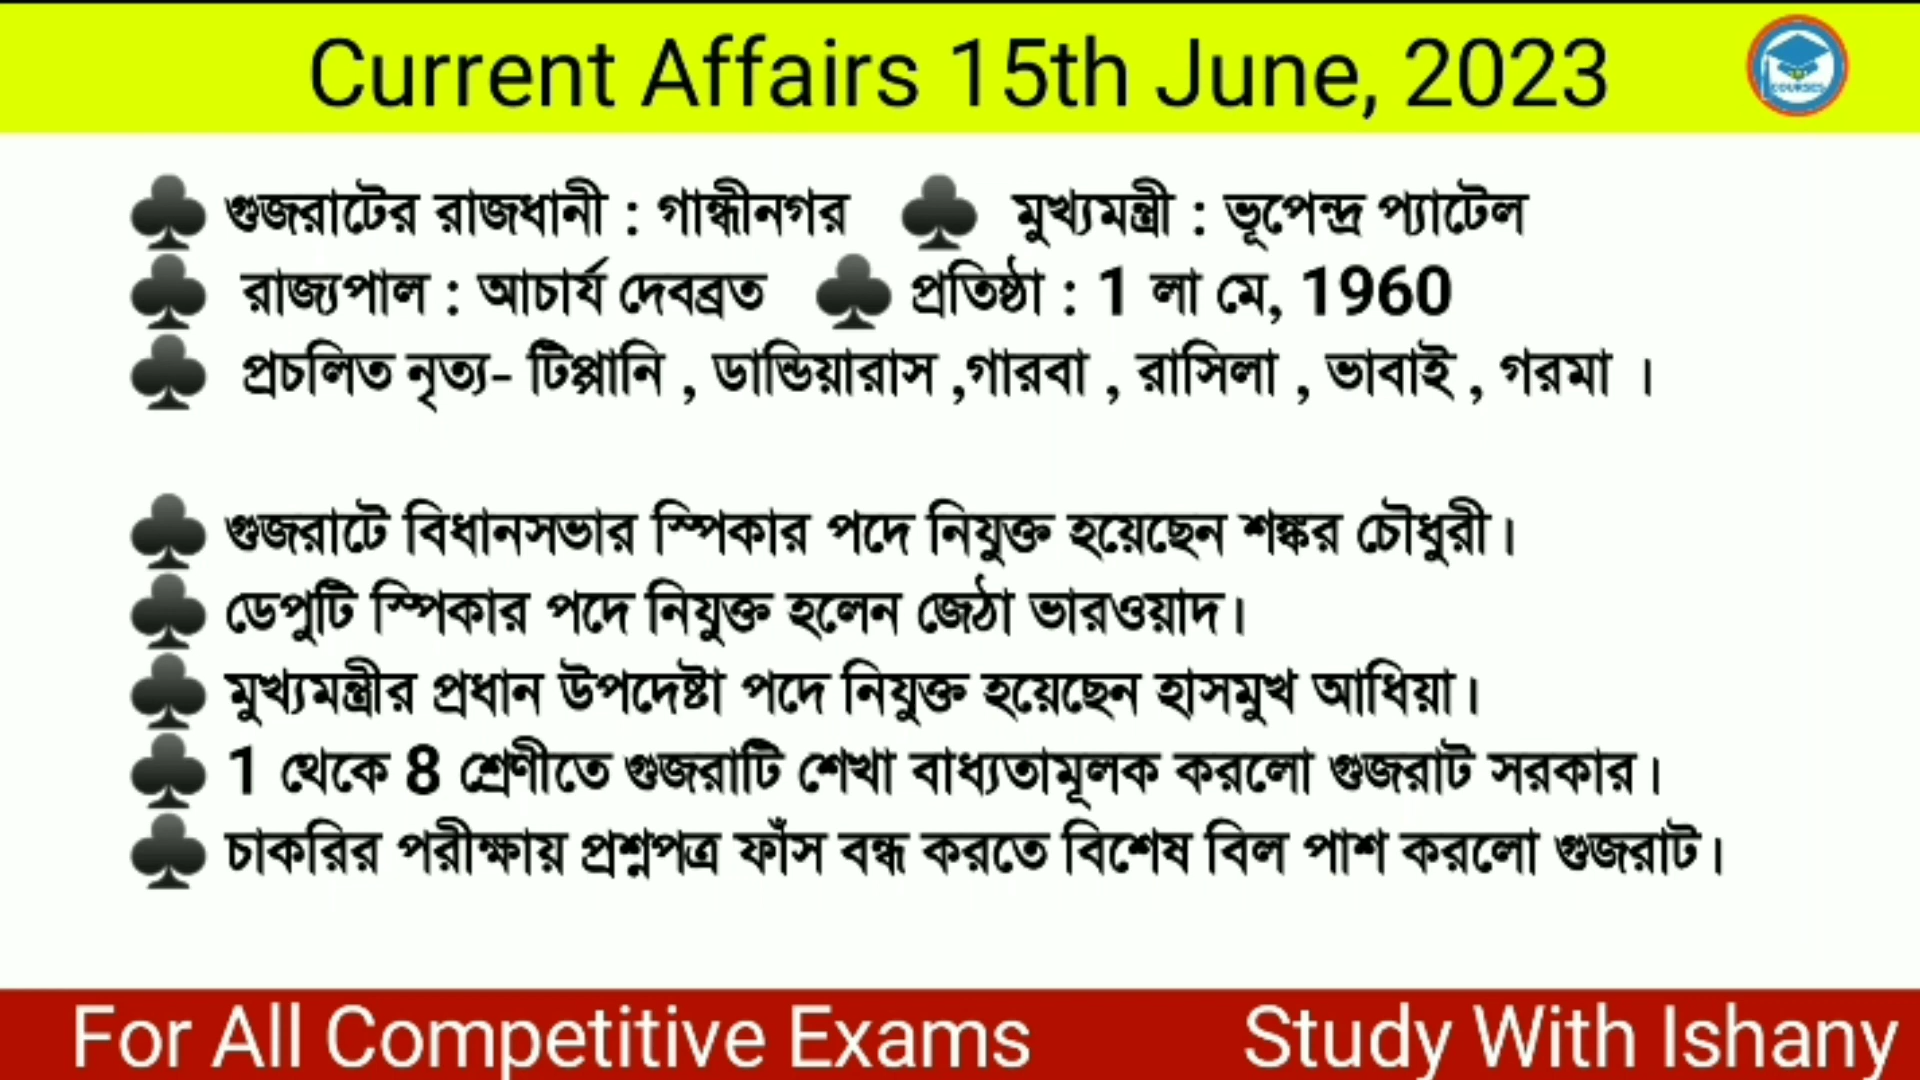 Current Affairs 15th June, 2023
COURSES
♣ গুজরাটের রাজধানী : গান্ধীনগর ♣ মুখ্যমন্ত্রী : ভূপেন্দ্র প্যাটেল
♣ রাজ্যপাল : আচার্য দেবব্রত ♣ প্রতিষ্ঠা : 1 লা মে, 1960
♣ প্রচলিত নৃত্য- টিপ্পানি , ডান্ডিয়ারাস ,গারবা , রাসিলা , ভাবাই , গরমা ।
♣ গুজরাটে বিধানসভার স্পিকার পদে নিযুক্ত হয়েছেন শঙ্কর চৌধুরী।
♣ ডেপুটি স্পিকার পদে নিযুক্ত হলেন জেঠা ভারওয়াদ।
♣ মুখ্যমন্ত্রীর প্রধান উপদেষ্টা পদে নিযুক্ত হয়েছেন হাসমুখ আধিয়া।
♣ 1 থেকে 8 শ্রেণীতে গুজরাটি শেখা বাধ্যতামূলক করলো গুজরাট সরকার।
♣ চাকরির পরীক্ষায় প্রশ্নপত্র ফাঁস বন্ধ করতে বিশেষ বিল পাশ করলো গুজরাট।
For All Competitive Exams Study With Ishany